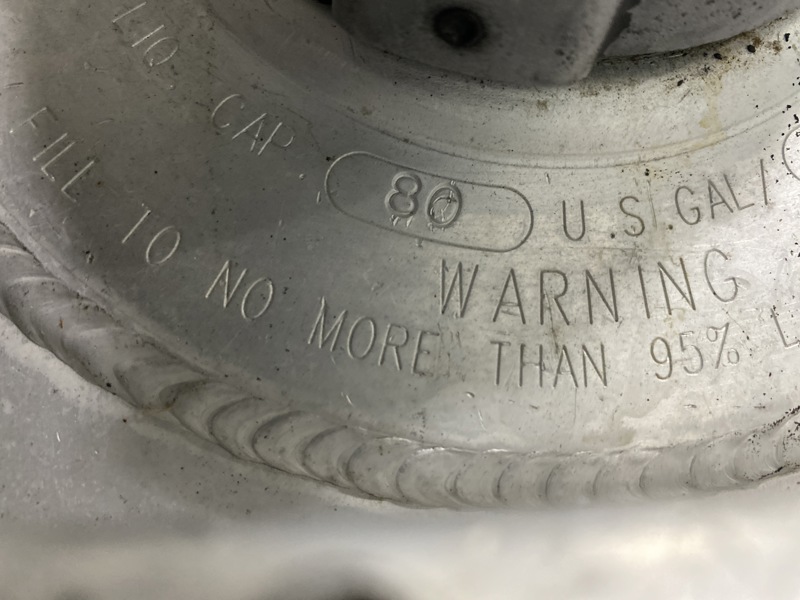 LIQ. CAP. 80 U.S.GAL/
WARNING
FILL TO NO MORE THAN 95% L